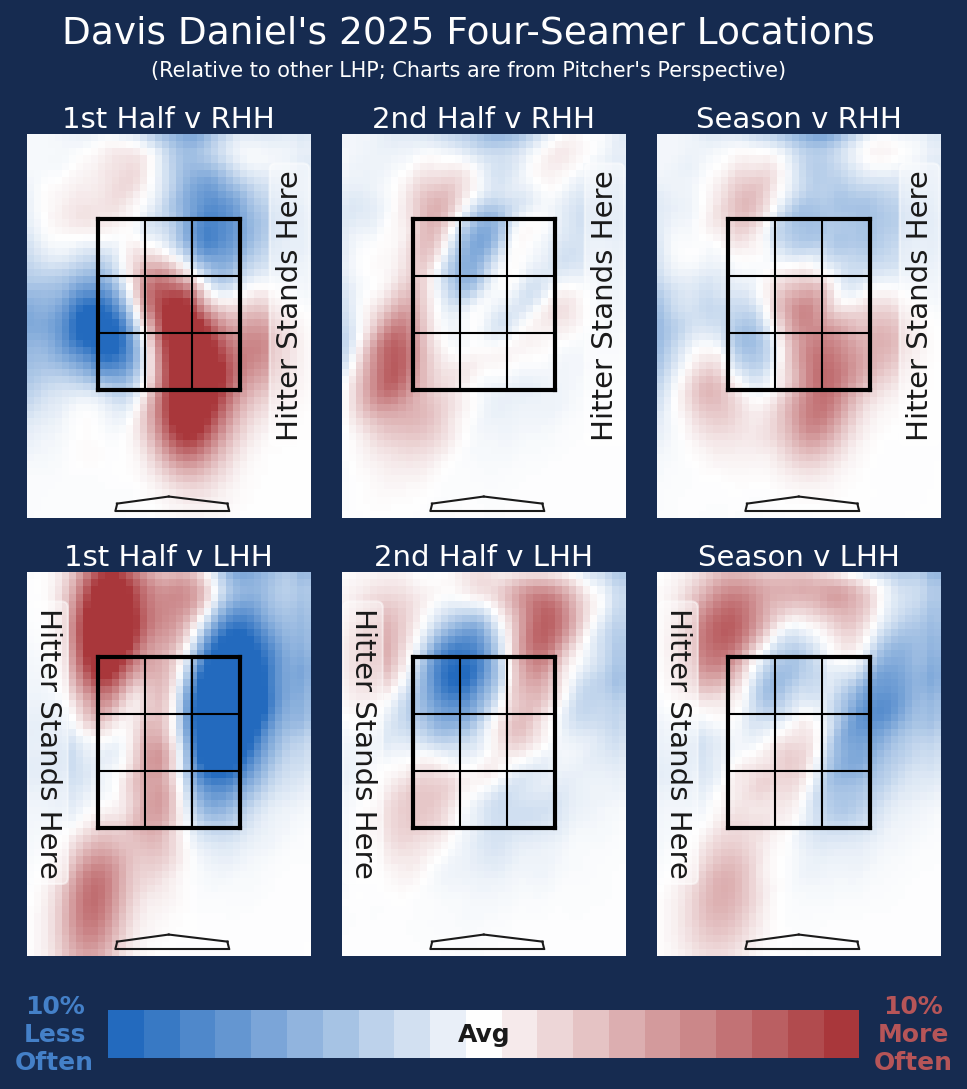 Davis Daniel's 2025 Four-Seamer Locations
(Relative to other LHP; Charts are from Pitcher's Perspective)
1st Half v RHH
2nd Half v RHH
Season v RHH
Hitter Stands Here
Hitter Stands Here
Hitter Stands Here
1st Half v LHH
2nd Half v LHH
Season v LHH
Hitter Stands Here
Hitter Stands Here
Hitter Stands Here
10%
Less
Often
Avg
10%
More
Often